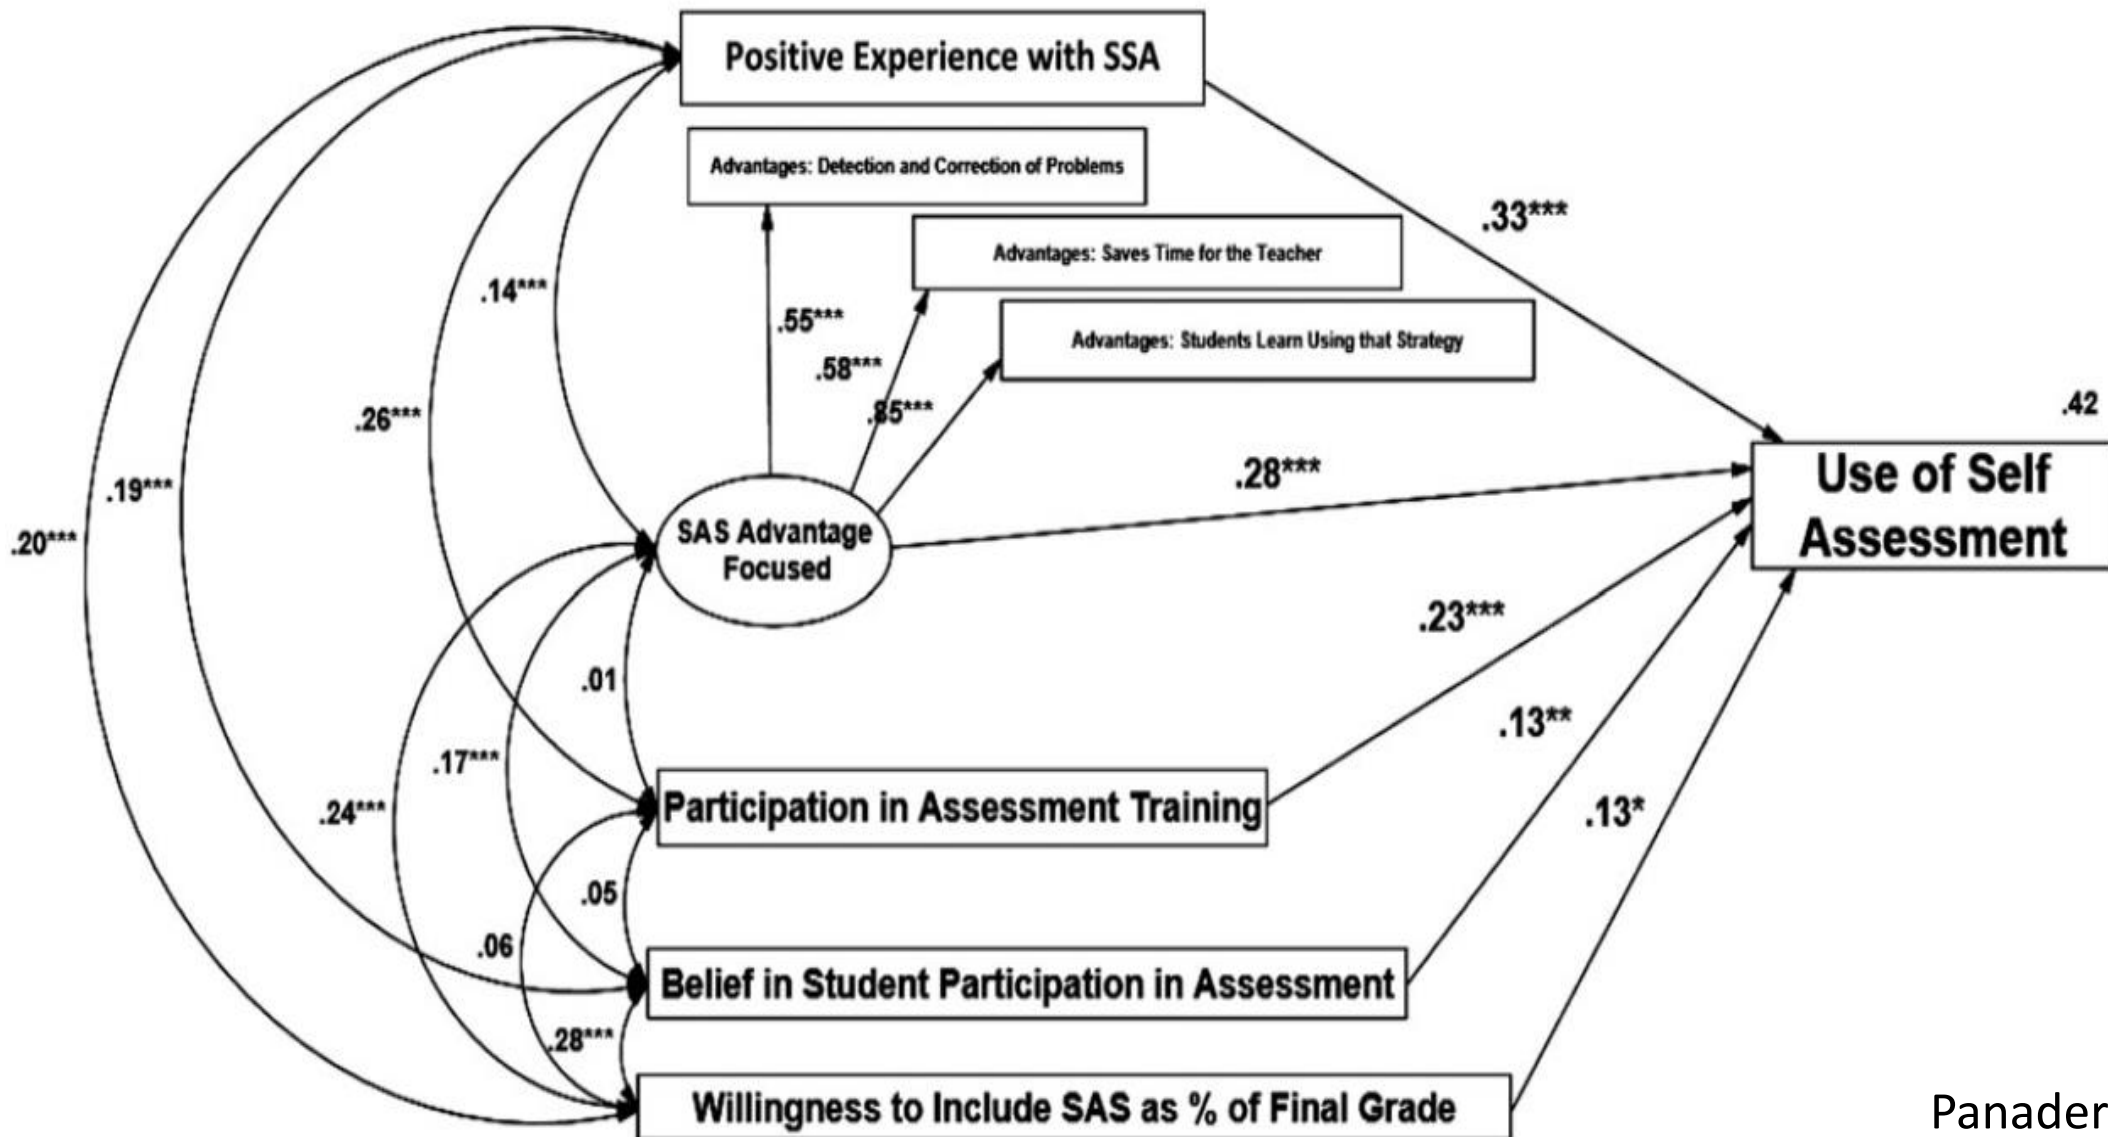 Positive Experience with SSA
Advantages: Detection and Correction of Problems
.33***
Advantages: Saves Time for the Teacher
.14***
.55***
Advantages: Students Learn Using that Strategy
.58***
.42
.85***
.26***
.28***
Use of Self
Assessment
.19***
SAS Advantage
Focused
.20***
.23***
.01
.13**
.17***
.24***
Participation in Assessment Training
.13*
.05
.06
Belief in Student Participation in Assessment
.28***
Willingness to Include SAS as % of Final Grade
Panader